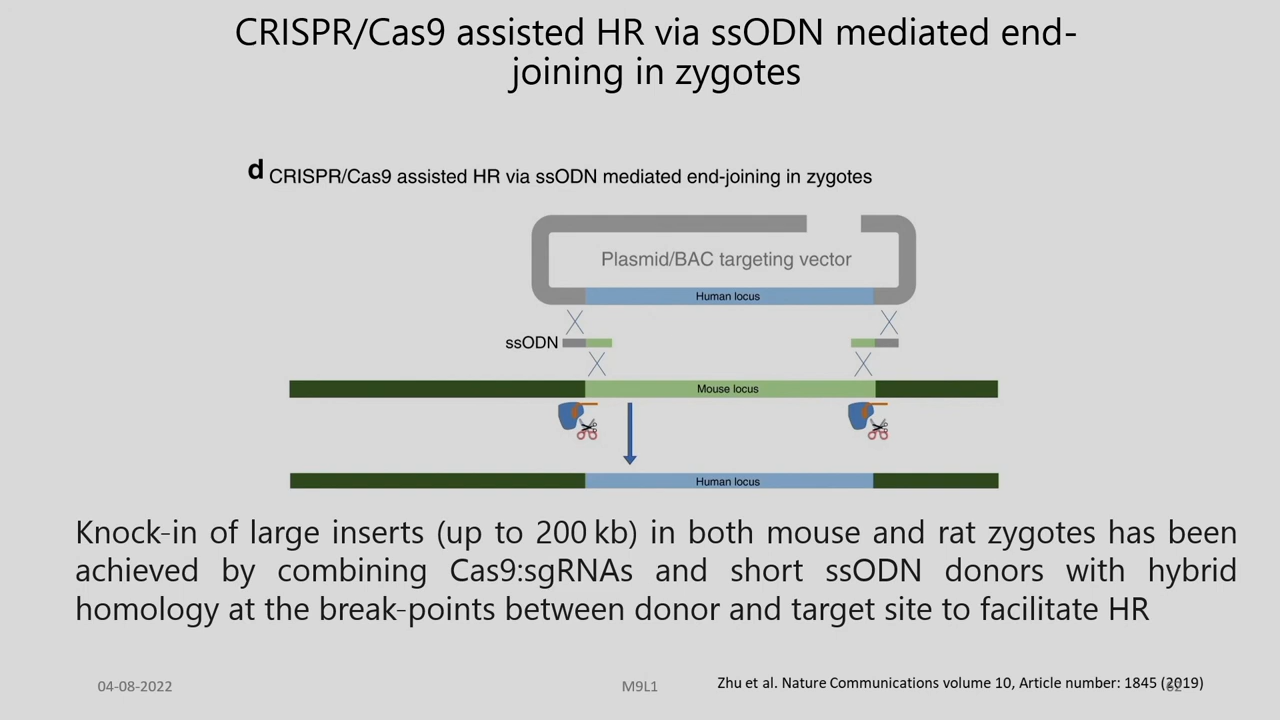 CRISPR/Cas9 assisted HR via ssODN mediated end-
joining in zygotes
d CRISPR/Cas9 assisted HR via ssODN mediated end-joining in zygotes
Plasmid/BAC targeting vector
Human locus
ssODN
Mouse locus
Human locus
Knock-in of large inserts (up to 200 kb) in both mouse and rat zygotes has been
achieved by combining Cas9:sgRNAs and short ssODN donors with hybrid
homology at the break-points between donor and target site to facilitate HR
04-08-2022
M9L1
Zhu et al. Nature Communications volume 10, Article number: 1845 (2019)